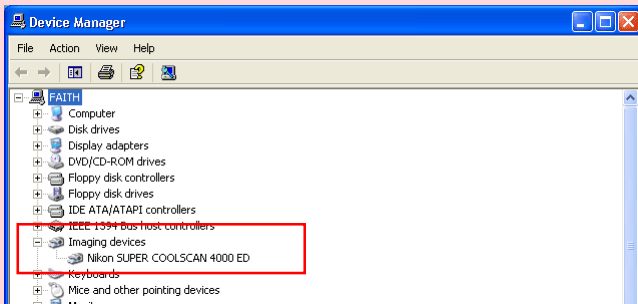 Device Manager
File Action View Help
FAITH
Computer
Disk drives
Display adapters
DVD/CD-ROM drives
Floppy disk controllers
Floppy disk drives
IDE ATA/ATAPI controllers
IEEE 1394 Bus host controllers
Imaging devices
Nikon SUPER COOLSCAN 4000 ED
Keyboards
Mice and other pointing devices